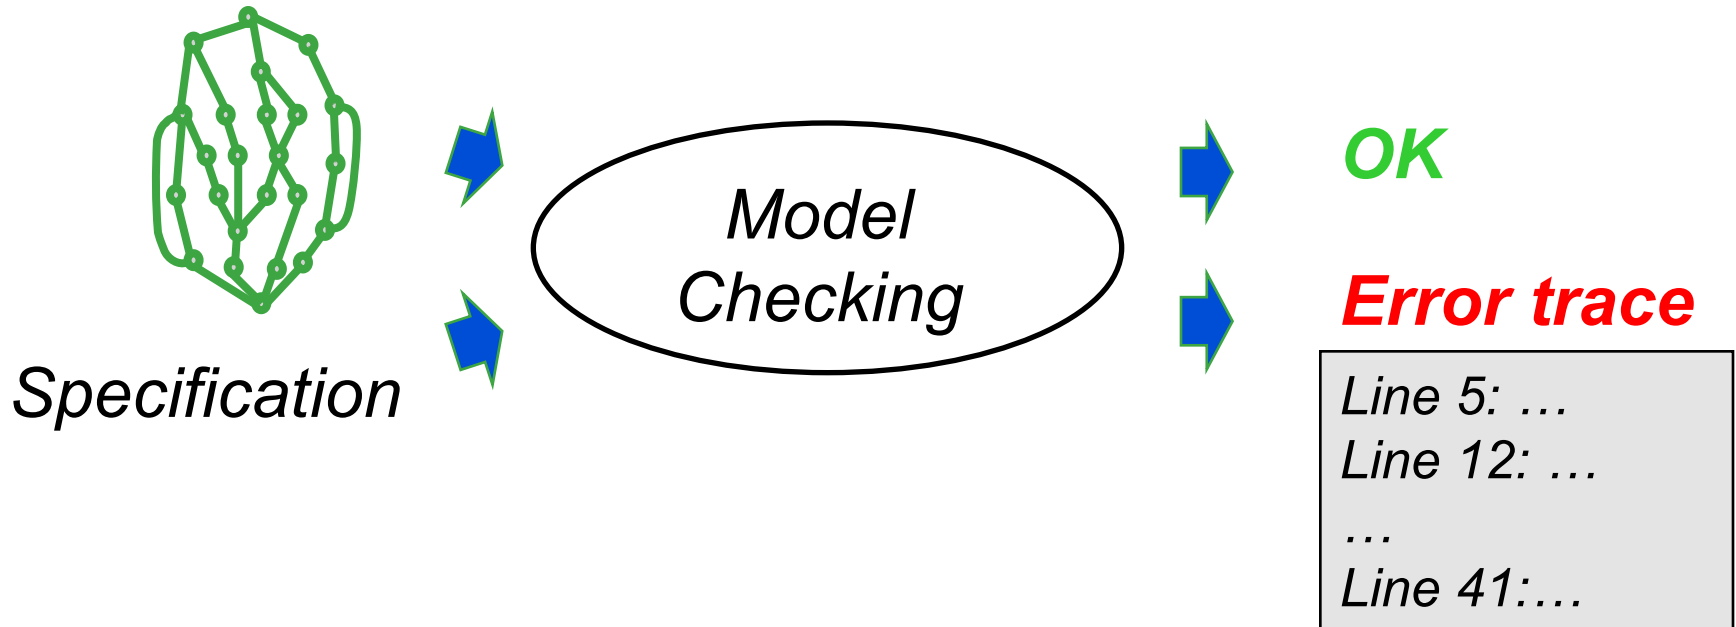 Specification
Model
Checking
OK
Error trace
Line 5: …
Line 12: …
…
Line 41:…